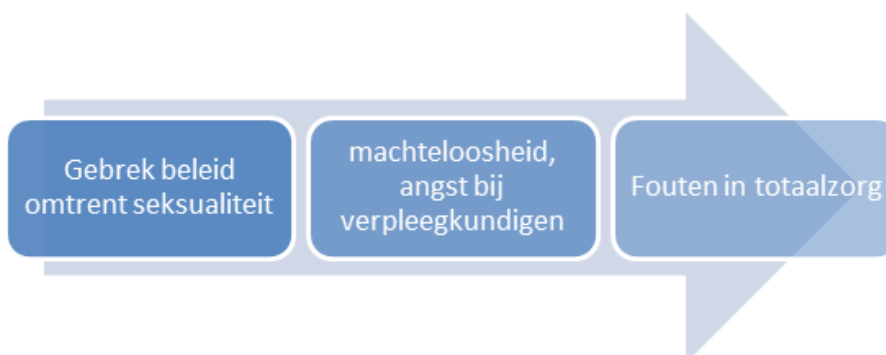 Gebrek beleid
omtrent seksualiteit
machteloosheid,
angst bij
verpleegkundigen
Fouten in totaalzorg